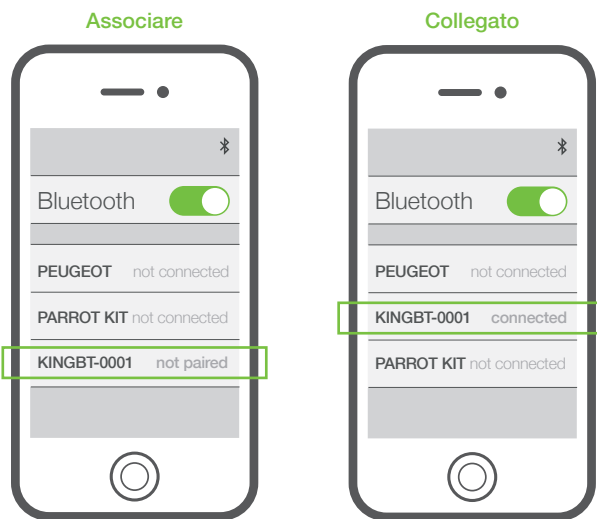 Associare
Bluetooth
PEUGEOT not connected
PARROT KIT not connected
KINGBT-0001 not paired
Collegato
Bluetooth
PEUGEOT not connected
KINGBT-0001 connected
PARROT KIT not connected